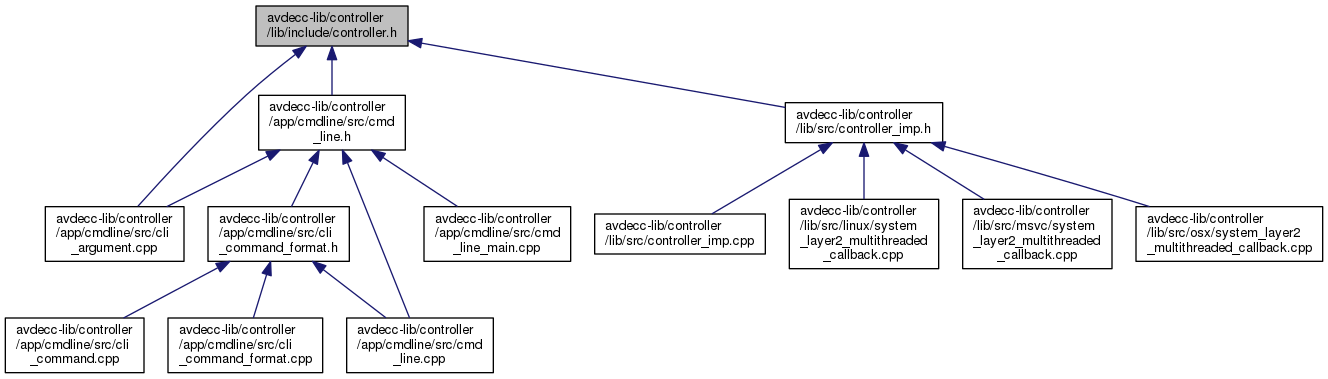 avdecc-lib/controller
/lib/include/controller.h
avdecc-lib/controller
/app/cmdline/src/cmd
_line.h
avdecc-lib/controller
/lib/src/controller_imp.h
avdecc-lib/controller
/app/cmdline/src/cli
_argument.cpp
avdecc-lib/controller
/app/cmdline/src/cli
_command_format.h
avdecc-lib/controller
/app/cmdline/src/cmd
_line_main.cpp
avdecc-lib/controller
/lib/src/controller_imp.cpp
avdecc-lib/controller
/lib/src/linux/system
_layer2_multithreaded
_callback.cpp
avdecc-lib/controller
/lib/src/msvc/system
_layer2_multithreaded
_callback.cpp
avdecc-lib/controller
/lib/src/osx/system_layer2
_multithreaded_callback.cpp
avdecc-lib/controller
/app/cmdline/src/cli
_command.cpp
avdecc-lib/controller
/app/cmdline/src/cli
_command_format.cpp
avdecc-lib/controller
/app/cmdline/src/cmd
_line.cpp